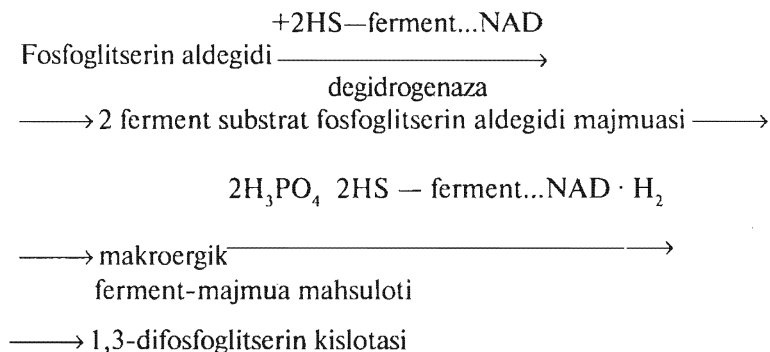 +2HS—ferment...NAD
Fosfoglitserin aldegidi ⟶
degidrogenaza
⟶ 2 ferment substrat fosfoglitserin aldegidi majmuasi ⟶
2H₃PO₄ 2HS — ferment...NAD · H₂
⟶ makroergik ⟶
ferment-majmua mahsuloti
⟶ 1,3-difosfoglitserin kislotasi